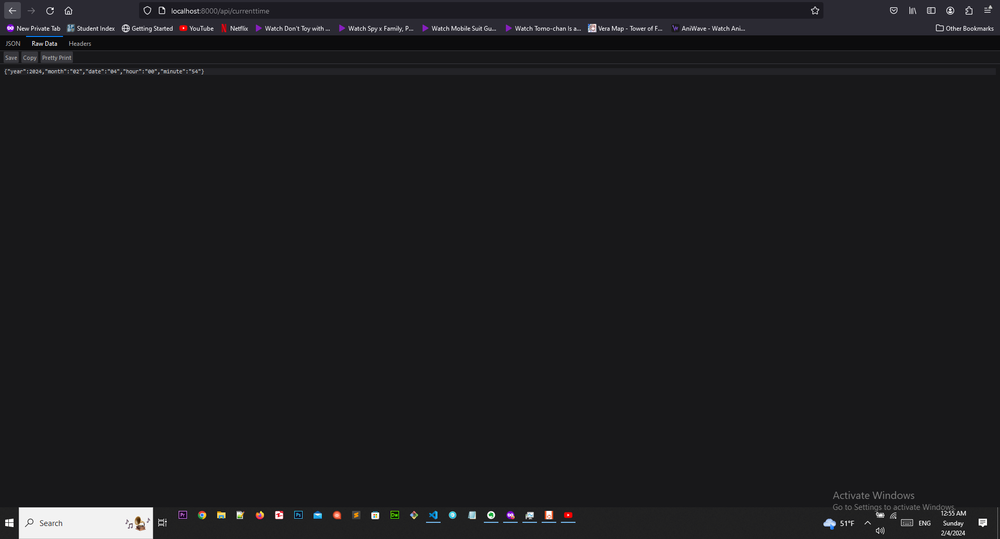 localhost:8000/api/currenttime
New Private Tab Student Index Getting Started YouTube Netflix Watch Don't Toy with ... Watch Spy x Family, P... Watch Mobile Suit Gu... Watch Tomo-chan Is a... Vera Map - Tower of F... AniWave - Watch Ani... Other Bookmarks
JSON Raw Data Headers
Save Copy Pretty Print
{"year":2024,"month":"02","date":"04","hour":"00","minute":"54"}
Activate Windows
Go to Settings to activate Windows.
Search
Pr
Ps
Dw
51°F
ENG
12:55 AM
Sunday
2/4/2024